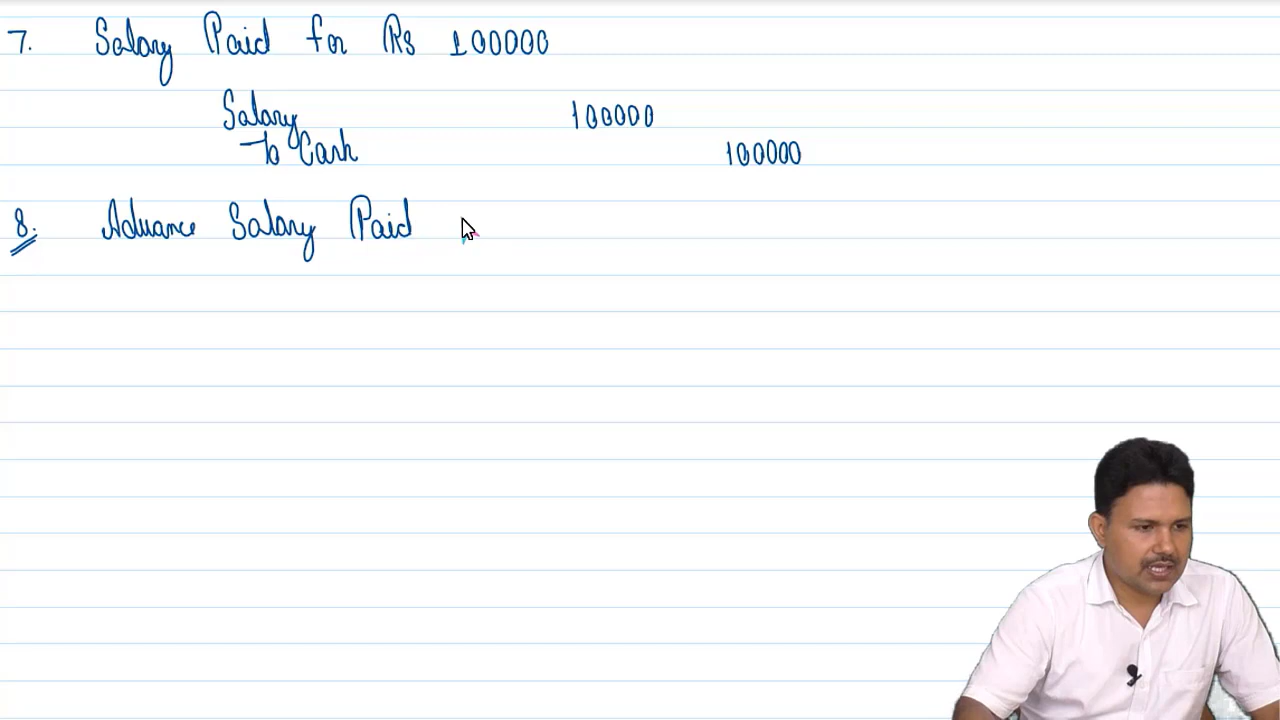 7. Salary Paid for Rs 100000
Salary 100000
To Cash 100000
8. Advance Salary Paid